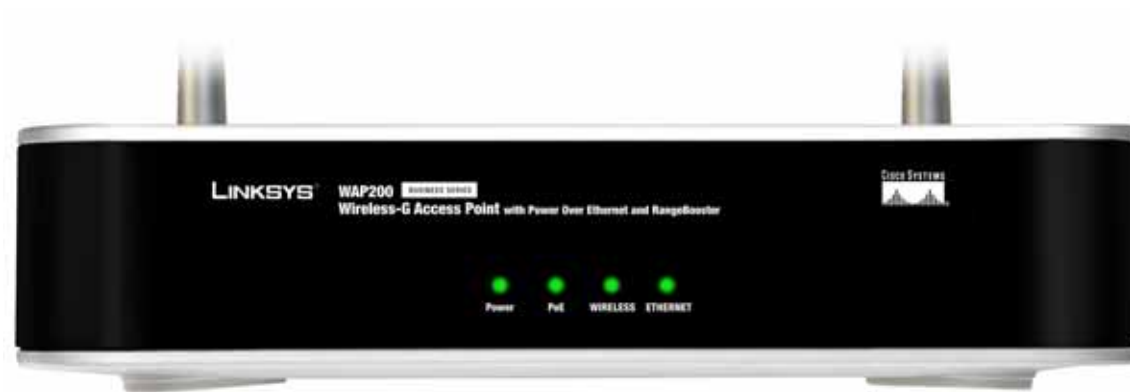 LINKSYS®
WAP200 BUSINESS SERIES
Wireless-G Access Point with Power Over Ethernet and RangeBooster
CISCO SYSTEMS
Power PoE WIRELESS ETHERNET